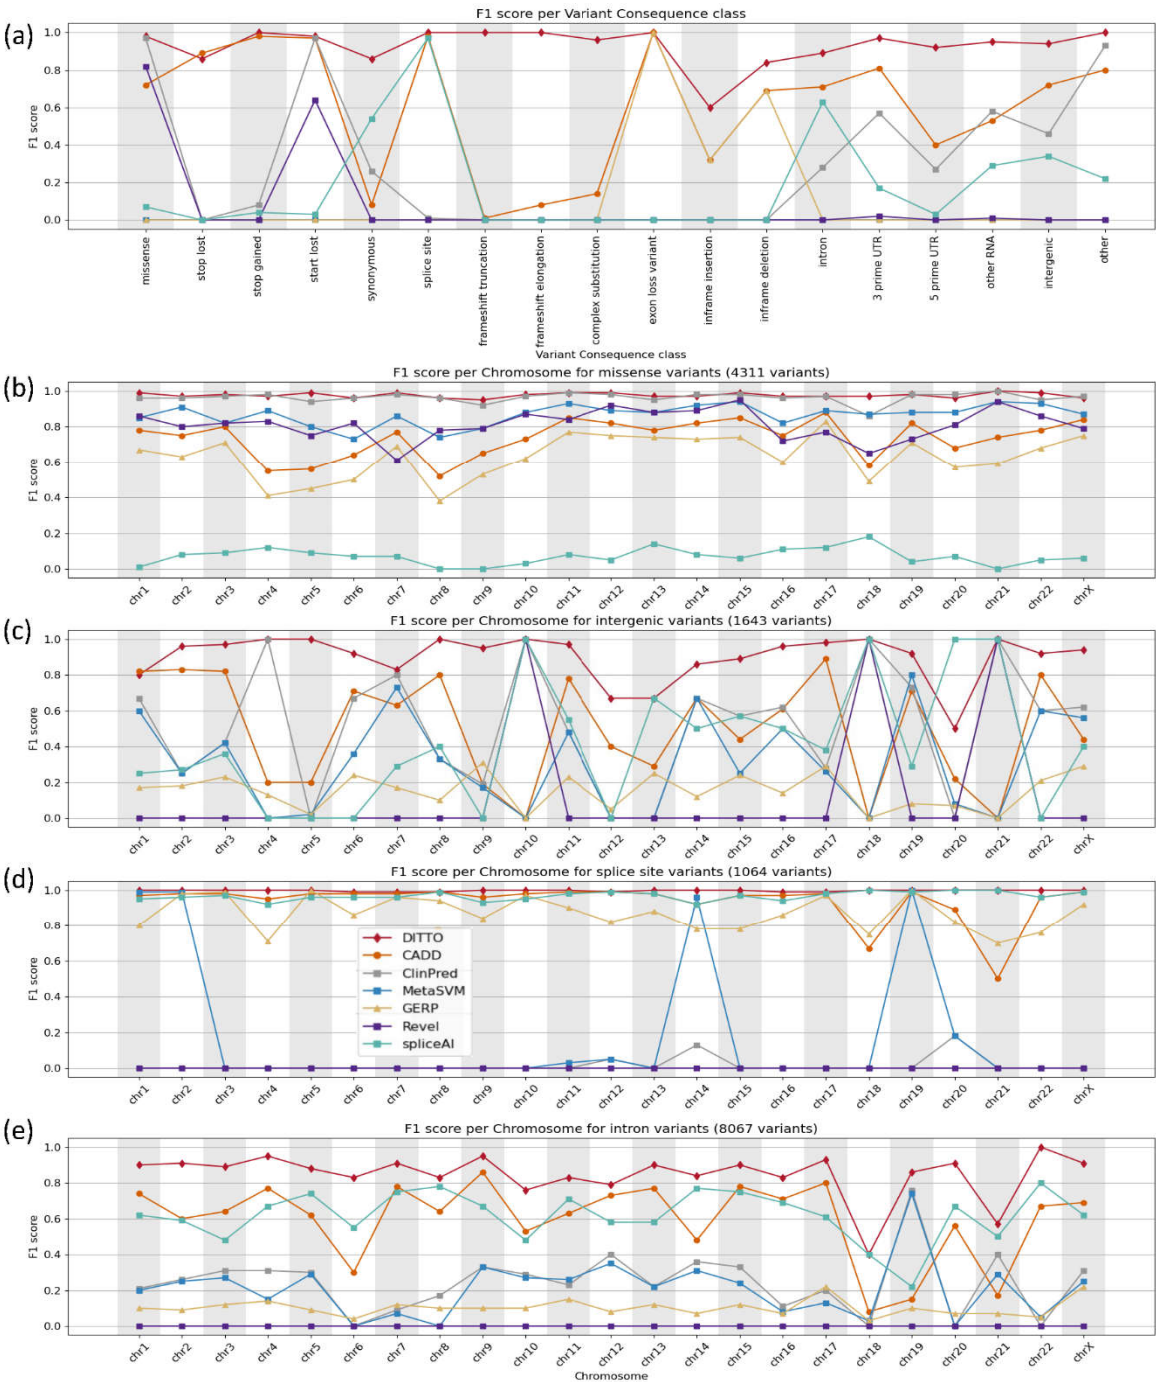 (a)
F1 score per Variant Consequence class
1.0
0.8
0.6
0.4
0.2
0.0
F1 score
missense
stop lost
stop gained
start lost
synonymous
splice site
frameshift truncation
frameshift elongation
complex substitution
exon loss variant
inframe insertion
inframe deletion
intron
3 prime UTR
5 prime UTR
other RNA
intergenic
other
Variant Consequence class
(b)
F1 score per Chromosome for missense variants (4311 variants)
1.0
0.8
0.6
0.4
0.2
0.0
F1 score
chr1 chr2 chr3 chr4 chr5 chr6 chr7 chr8 chr9 chr10 chr11 chr12 chr13 chr14 chr15 chr16 chr17 chr18 chr19 chr20 chr21 chr22 chrX
(c)
F1 score per Chromosome for intergenic variants (1643 variants)
1.0
0.8
0.6
0.4
0.2
0.0
F1 score
chr1 chr2 chr3 chr4 chr5 chr6 chr7 chr8 chr9 chr10 chr11 chr12 chr13 chr14 chr15 chr16 chr17 chr18 chr19 chr20 chr21 chr22 chrX
(d)
F1 score per Chromosome for splice site variants (1064 variants)
1.0
0.8
0.6
0.4
0.2
0.0
F1 score
DITTO
CADD
ClinPred
MetaSVM
GERP
Revel
spliceAI
chr1 chr2 chr3 chr4 chr5 chr6 chr7 chr8 chr9 chr10 chr11 chr12 chr13 chr14 chr15 chr16 chr17 chr18 chr19 chr20 chr21 chr22 chrX
(e)
F1 score per Chromosome for intron variants (8067 variants)
1.0
0.8
0.6
0.4
0.2
0.0
F1 score
chr1 chr2 chr3 chr4 chr5 chr6 chr7 chr8 chr9 chr10 chr11 chr12 chr13 chr14 chr15 chr16 chr17 chr18 chr19 chr20 chr21 chr22 chrX
Chromosome